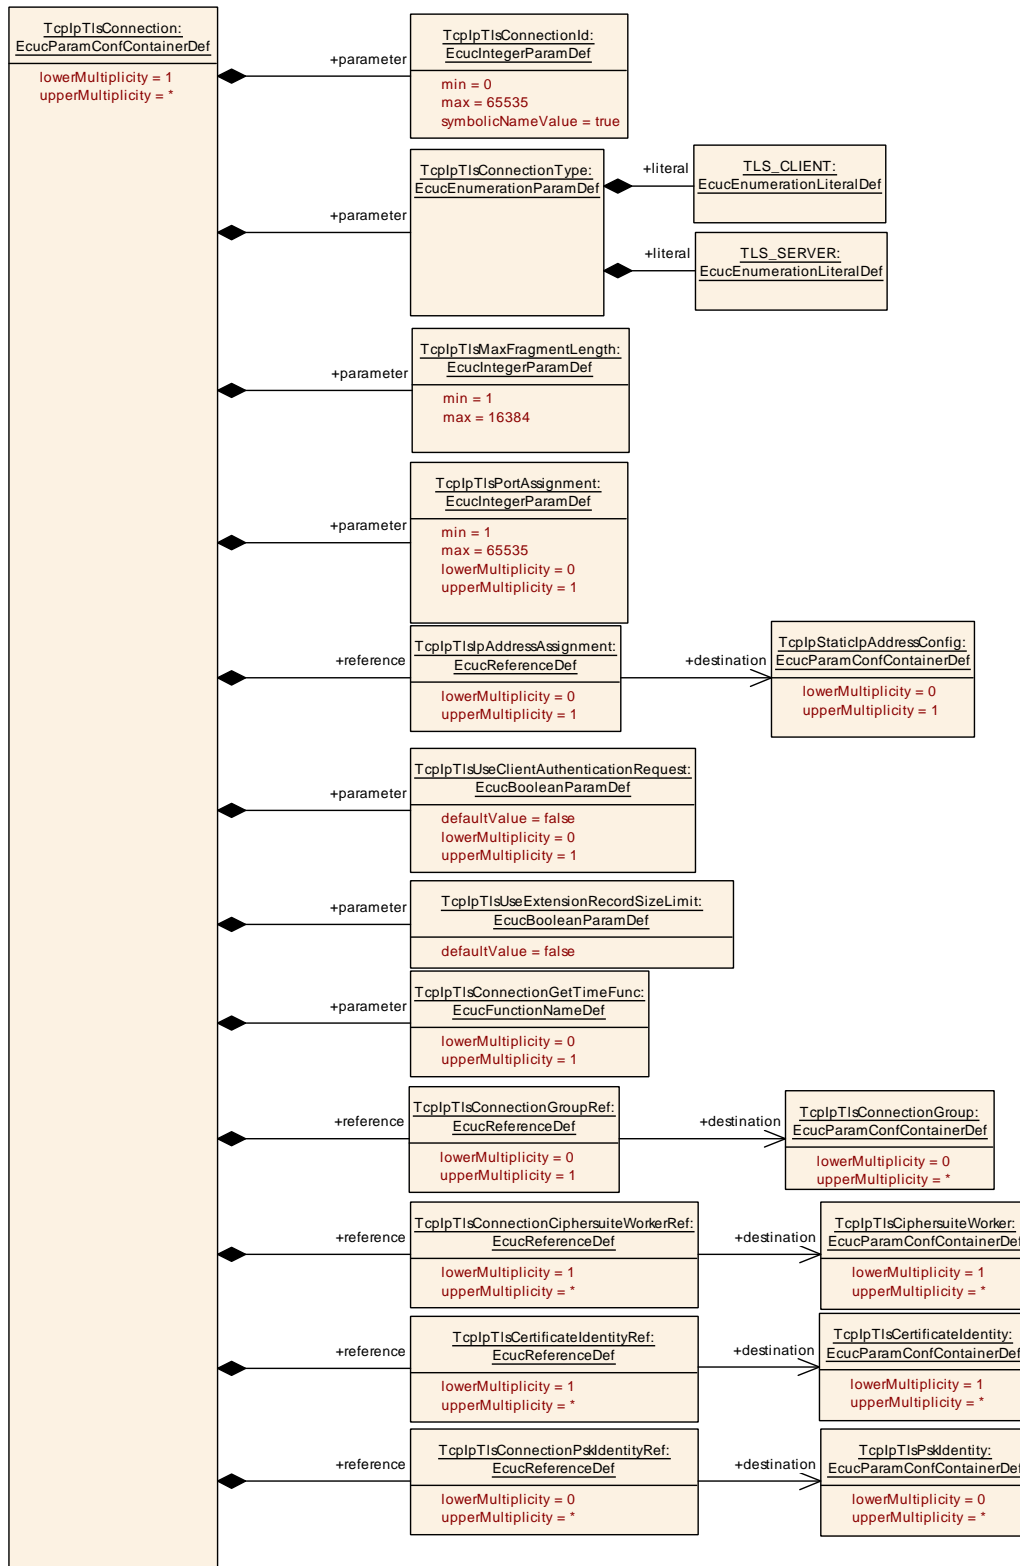 TcpIpTlsConnection:
EcucParamConfContainerDef
lowerMultiplicity = 1
upperMultiplicity = *
+parameter
TcpIpTlsConnectionId:
EcucIntegerParamDef
min = 0
max = 65535
symbolicNameValue = true
+parameter
TcpIpTlsConnectionType:
EcucEnumerationParamDef
+literal
TLS_CLIENT:
EcucEnumerationLiteralDef
+literal
TLS_SERVER:
EcucEnumerationLiteralDef
+parameter
TcpIpTlsMaxFragmentLength:
EcucIntegerParamDef
min = 1
max = 16384
+parameter
TcpIpTlsPortAssignment:
EcucIntegerParamDef
min = 1
max = 65535
lowerMultiplicity = 0
upperMultiplicity = 1
+reference
TcpIpTlsIpAddressAssignment:
EcucReferenceDef
lowerMultiplicity = 0
upperMultiplicity = 1
+destination
TcpIpStaticIpAddressConfig:
EcucParamConfContainerDef
lowerMultiplicity = 0
upperMultiplicity = 1
+parameter
TcpIpTlsUseClientAuthenticationRequest:
EcucBooleanParamDef
defaultValue = false
lowerMultiplicity = 0
upperMultiplicity = 1
+parameter
TcpIpTlsUseExtensionRecordSizeLimit:
EcucBooleanParamDef
defaultValue = false
+parameter
TcpIpTlsConnectionGetTimeFunc:
EcucFunctionNameDef
lowerMultiplicity = 0
upperMultiplicity = 1
+reference
TcpIpTlsConnectionGroupRef:
EcucReferenceDef
lowerMultiplicity = 0
upperMultiplicity = 1
+destination
TcpIpTlsConnectionGroup:
EcucParamConfContainerDef
lowerMultiplicity = 0
upperMultiplicity = *
+reference
TcpIpTlsConnectionCiphersuiteWorkerRef:
EcucReferenceDef
lowerMultiplicity = 1
upperMultiplicity = *
+destination
TcpIpTlsCiphersuiteWorker:
EcucParamConfContainerDef
lowerMultiplicity = 1
upperMultiplicity = *
+reference
TcpIpTlsCertificateIdentityRef:
EcucReferenceDef
lowerMultiplicity = 1
upperMultiplicity = *
+destination
TcpIpTlsCertificateIdentity:
EcucParamConfContainerDef
lowerMultiplicity = 1
upperMultiplicity = *
+reference
TcpIpTlsConnectionPskIdentityRef:
EcucReferenceDef
lowerMultiplicity = 0
upperMultiplicity = *
+destination
TcpIpTlsPskIdentity:
EcucParamConfContainerDef
lowerMultiplicity = 0
upperMultiplicity = *